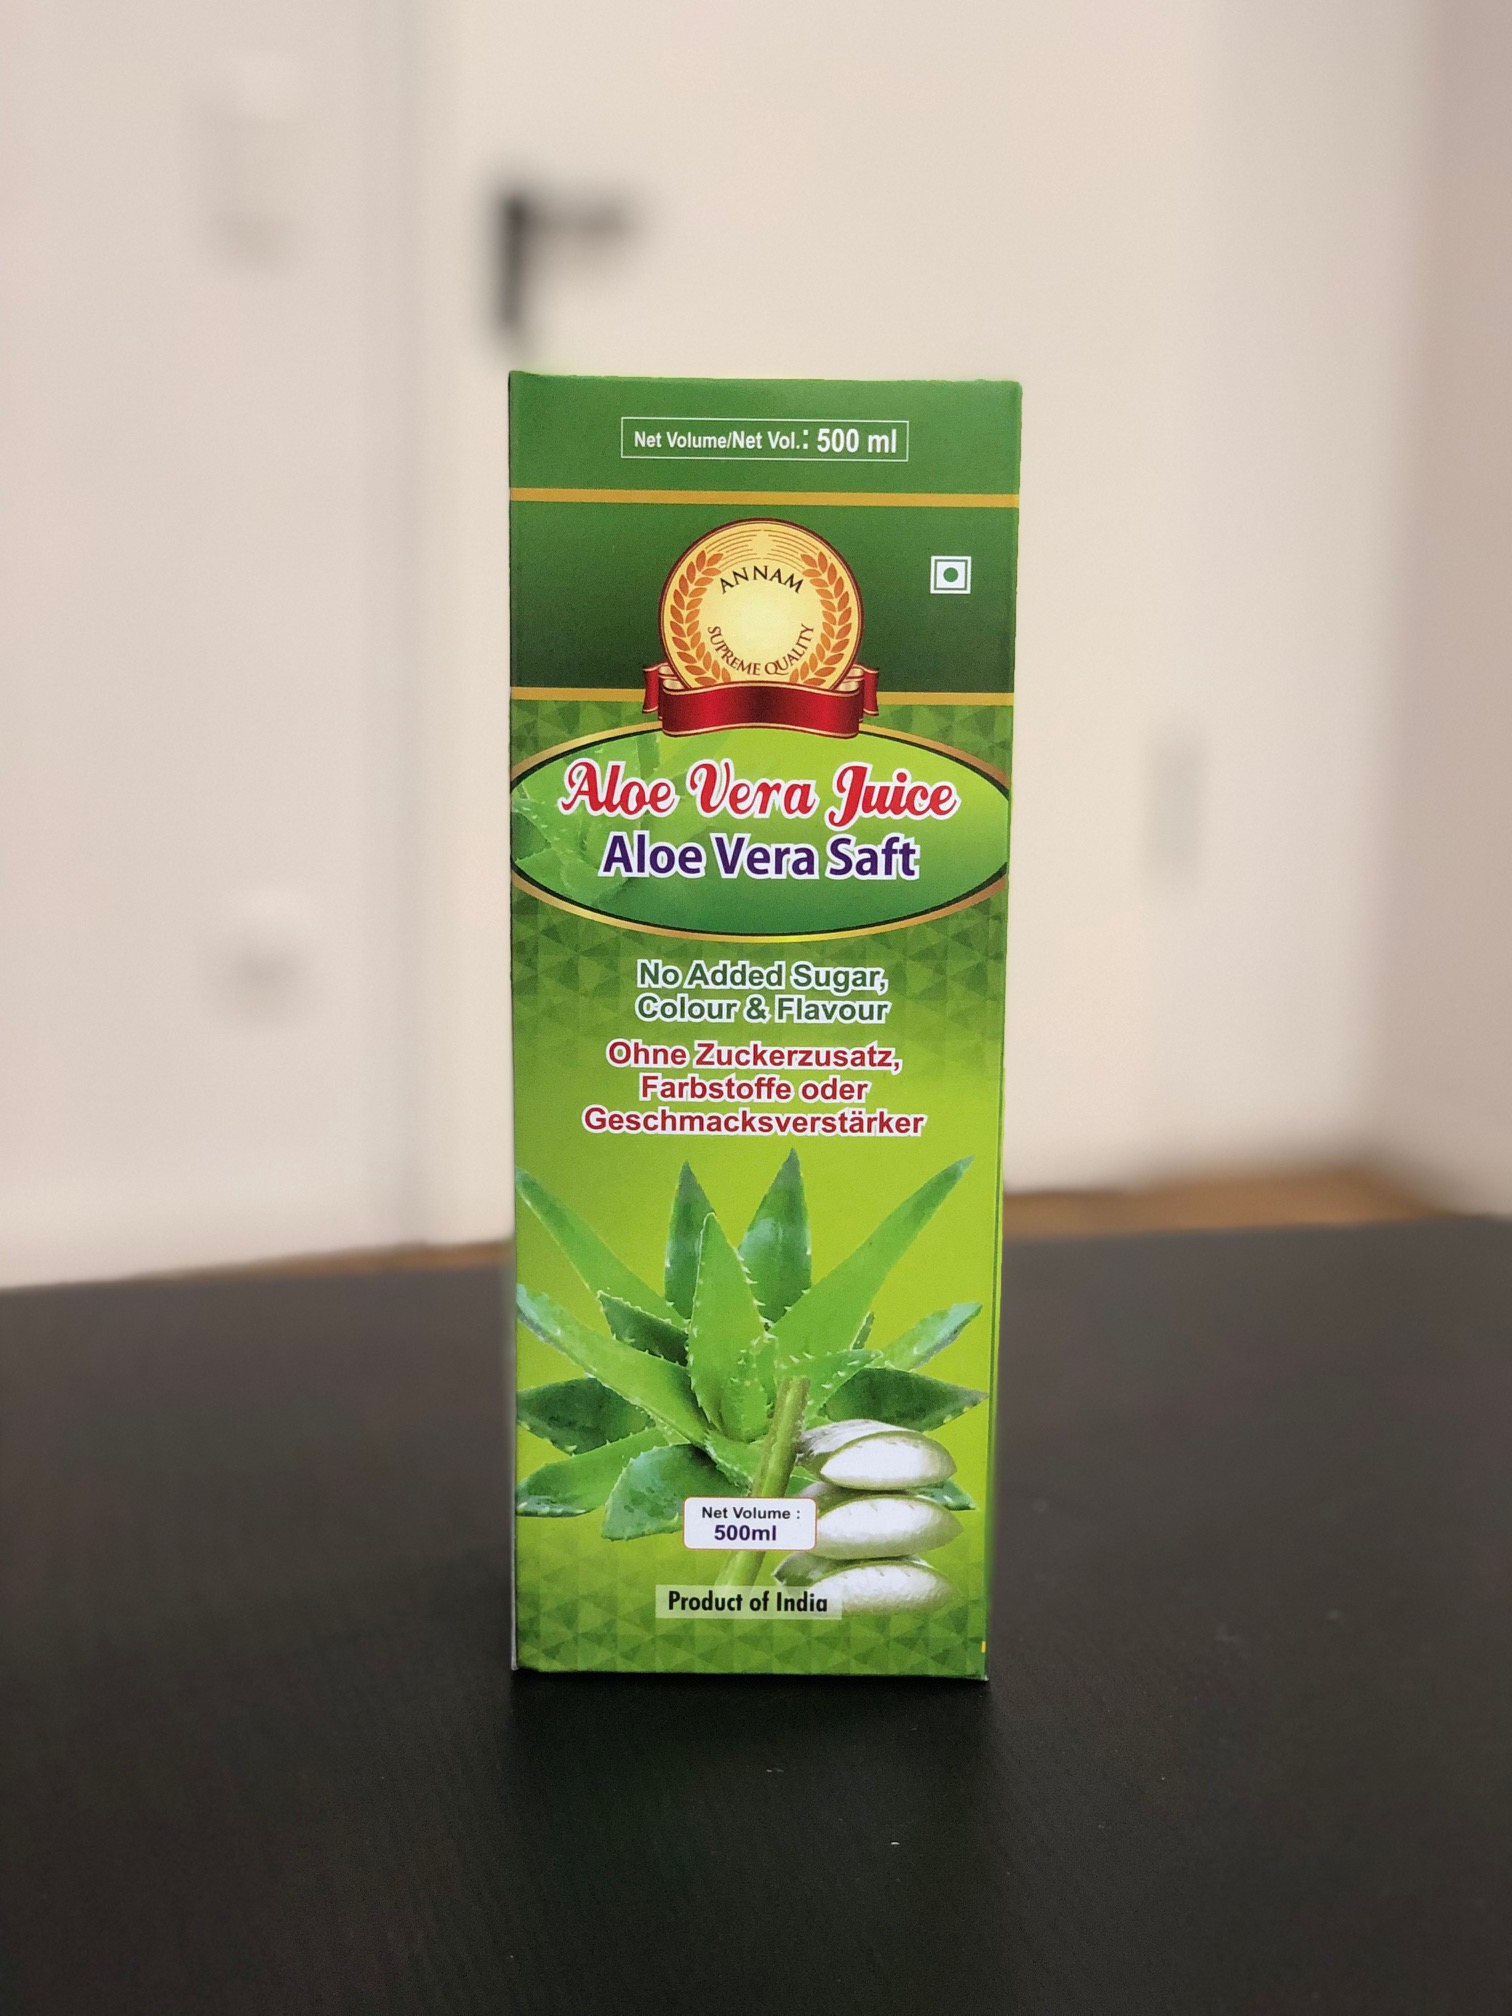 Net Volume/Net Vol.: 500 ml
ANNAM
SUPREME QUALITY
Aloe Vera Juice
Aloe Vera Saft
No Added Sugar,
Colour & Flavour
Ohne Zuckerzusatz,
Farbstoffe oder
Geschmacksverstärker
Net Volume :
500ml
Product of India